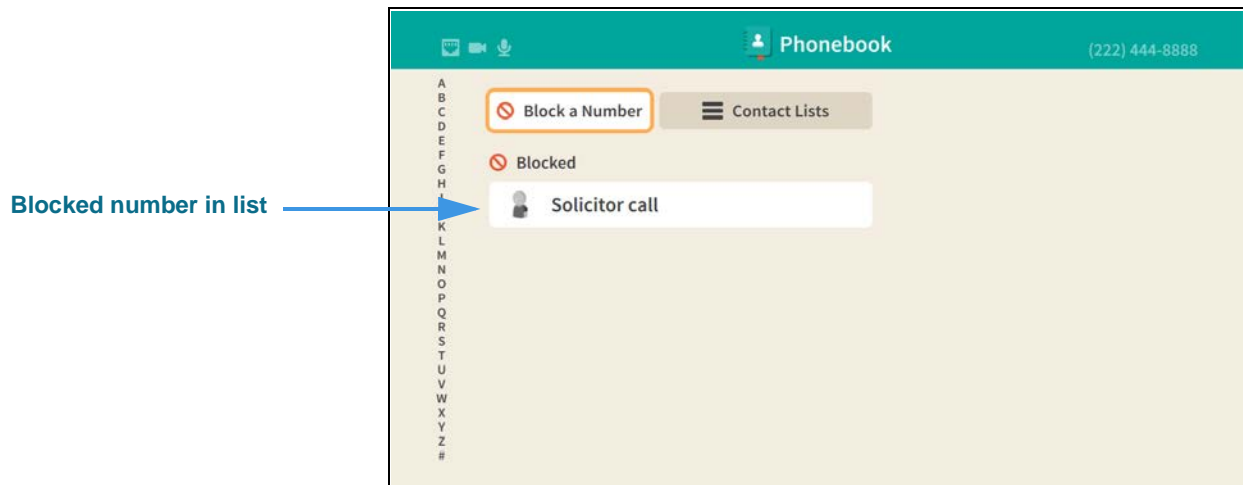 Phonebook
(222) 444-8888
A
B
C
D
E
F
G
H
I
K
L
M
N
O
P
Q
R
S
T
U
V
W
X
Y
Z
#
Block a Number
Contact Lists
Blocked
Blocked number in list
Solicitor call